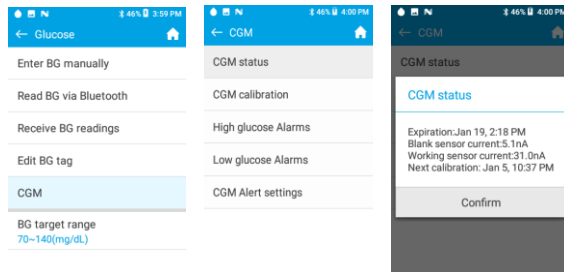 46% 3:59 PM
← Glucose
Enter BG manually
Read BG via Bluetooth
Receive BG readings
Edit BG tag
CGM
BG target range
70~140(mg/dL)
46% 4:00 PM
← CGM
CGM status
CGM calibration
High glucose Alarms
Low glucose Alarms
CGM Alert settings
46% 4:00 PM
← CGM
CGM status
CGM status
Expiration:Jan 19, 2:18 PM
Blank sensor current:5.1nA
Working sensor current:31.0nA
Next calibration: Jan 5, 10:37 PM
Confirm